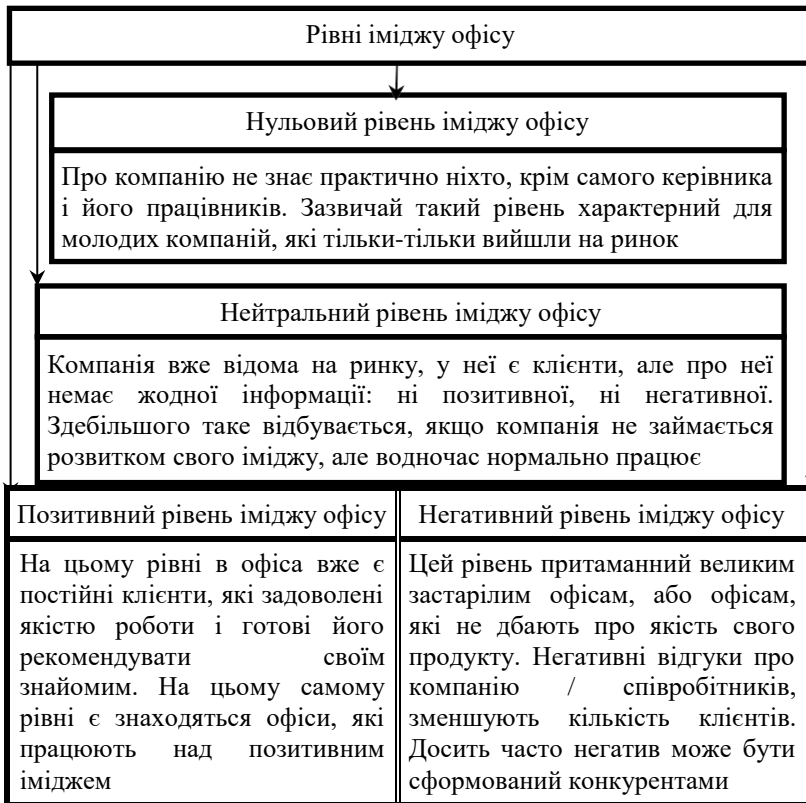 Рівні іміджу офісу
Нульовий рівень іміджу офісу
Про компанію не знає практично ніхто, крім самого керівника
і його працівників. Зазвичай такий рівень характерний для
молодих компаній, які тільки-тільки вийшли на ринок
Нейтральний рівень іміджу офісу
Компанія вже відома на ринку, у неї є клієнти, але про неї
немає жодної інформації: ні позитивної, ні негативної.
Здебільшого таке відбувається, якщо компанія не займається
розвитком свого іміджу, але водночас нормально працює
Позитивний рівень іміджу офісу
На цьому рівні в офіса вже є
постійні клієнти, які задоволені
якістю роботи і готові його
рекомендувати своїм
знайомим. На цьому самому
рівні є знаходяться офіси, які
працюють над позитивним
іміджем
Негативний рівень іміджу офісу
Цей рівень притаманний великим
застарілим офісам, або офісам,
які не дбають про якість свого
продукту. Негативні відгуки про
компанію / співробітників,
зменшують кількість клієнтів.
Досить часто негатив може бути
сформований конкурентами